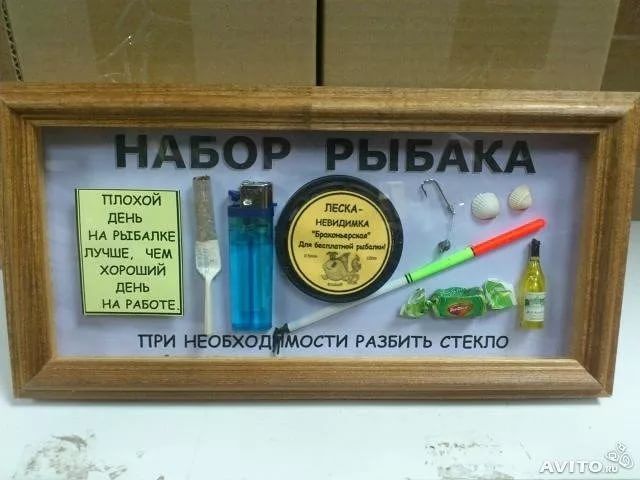 НАБОР РЫБАКА
ПЛОХОЙ
ДЕНЬ
НА РЫБАЛКЕ
ЛУЧШЕ, ЧЕМ
ХОРОШИЙ
ДЕНЬ
НА РАБОТЕ.
ЛЕСКА-
НЕВИДИМКА
"Браконьерская"
Для бесплатной рыбалки!
ПРИ НЕОБХОДИМОСТИ РАЗБИТЬ СТЕКЛО
AVITO.ru